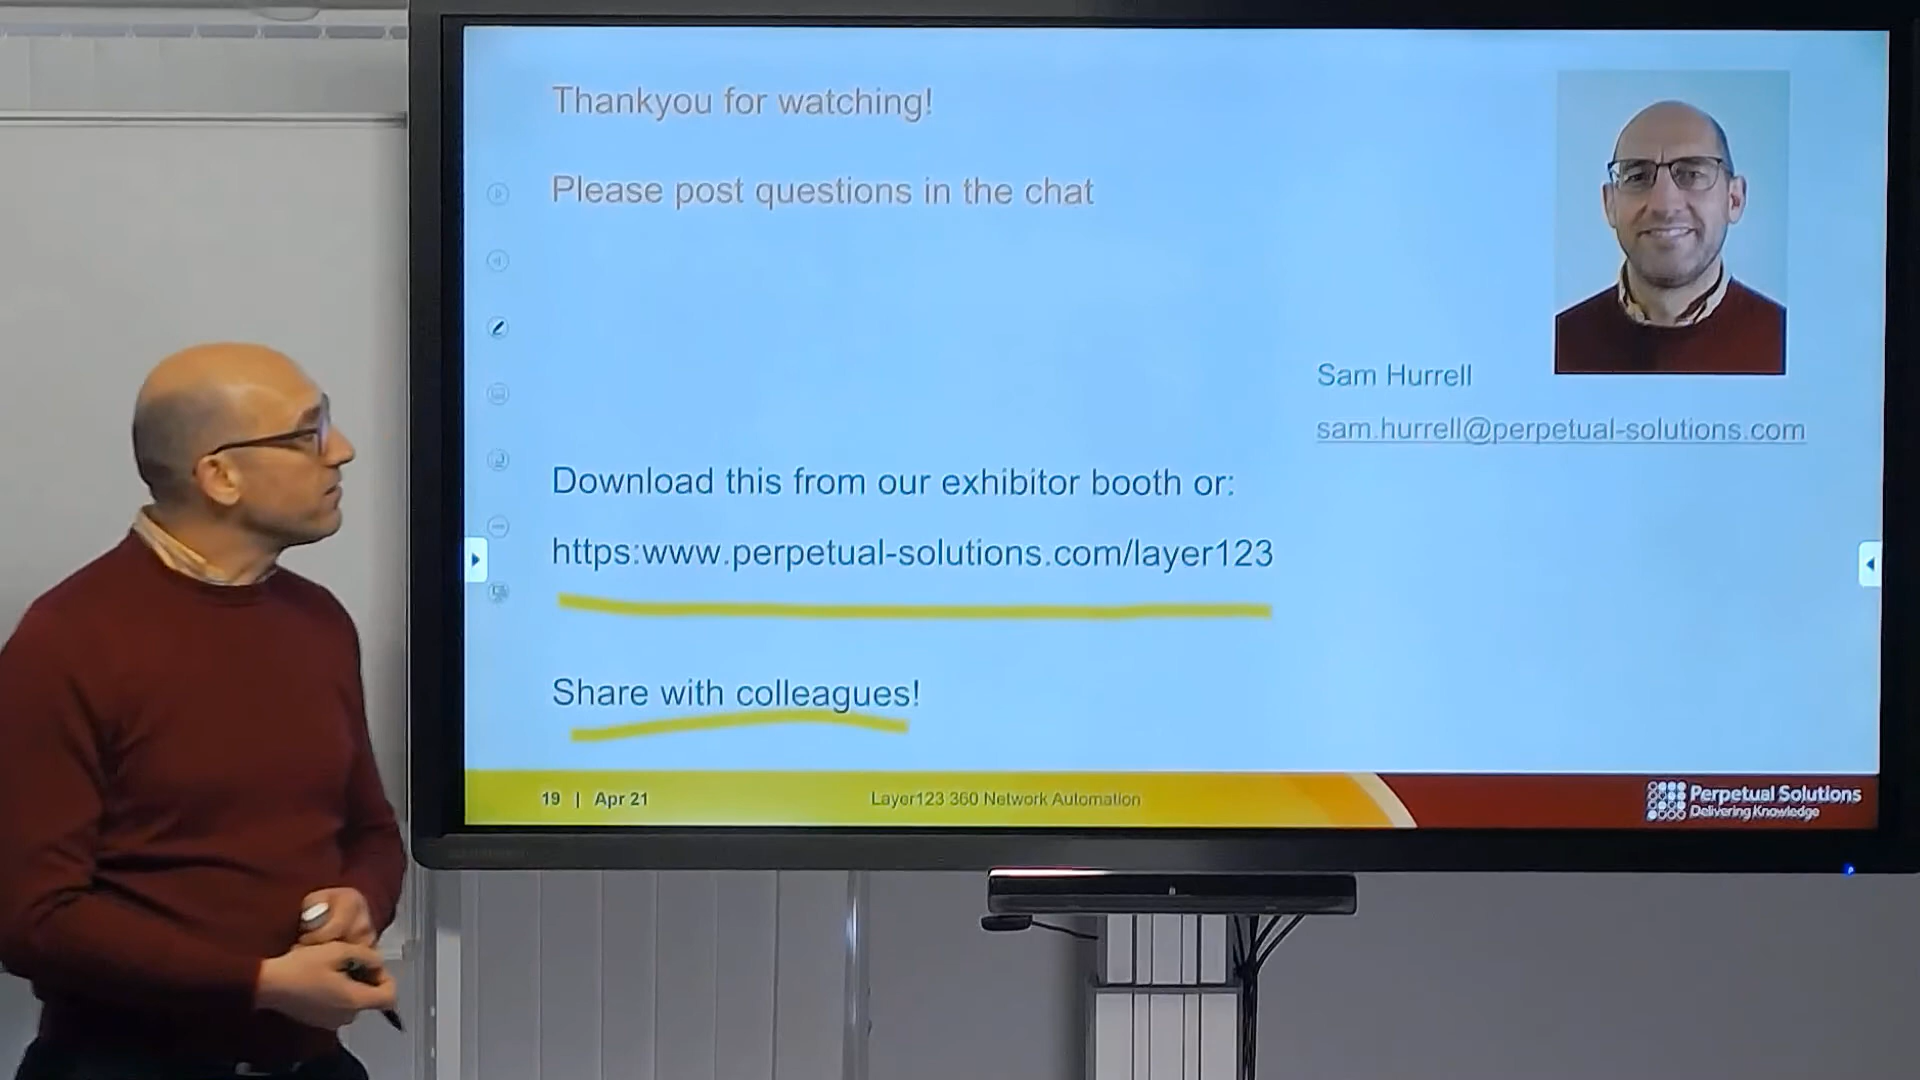 Thankyou for watching!
Please post questions in the chat
Sam Hurrell
sam.hurrell@perpetual-solutions.com
Download this from our exhibitor booth or:
https:www.perpetual-solutions.com/layer123
Share with colleagues!
19 | Apr 21
Layer123 360 Network Automation
Perpetual Solutions
Delivering Knowledge